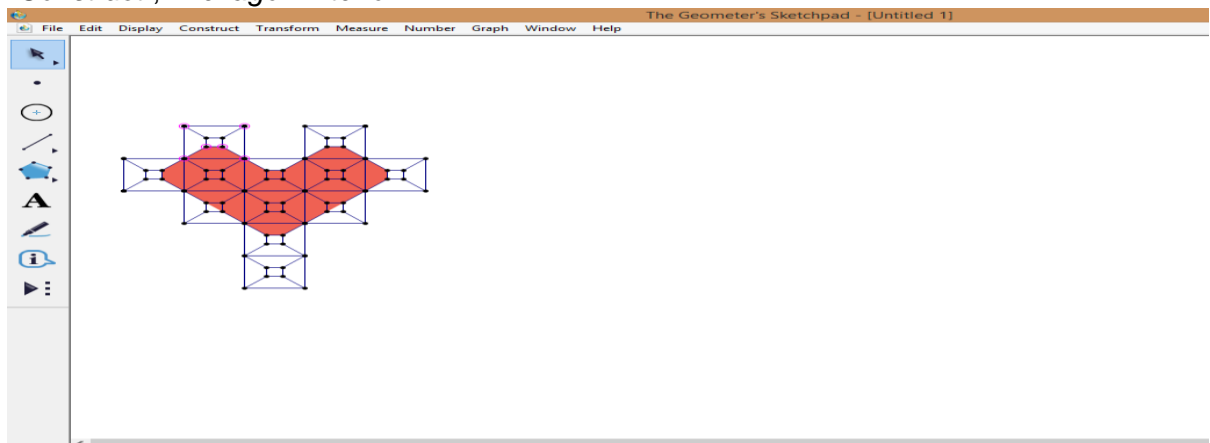 The Geometer's Sketchpad - [Untitled 1]
File Edit Display Construct Transform Measure Number Graph Window Help
A
i